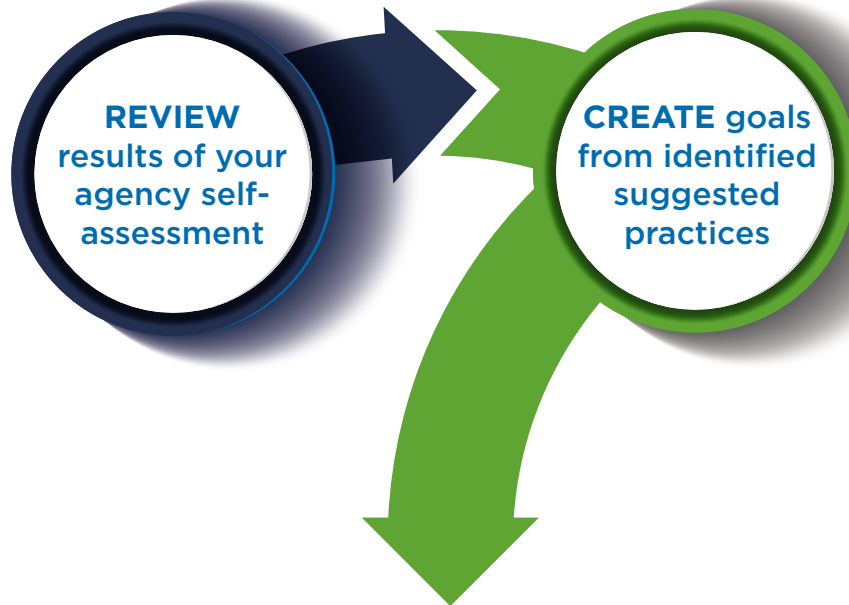 REVIEW
results of your
agency self-
assessment
CREATE goals
from identified
suggested
practices